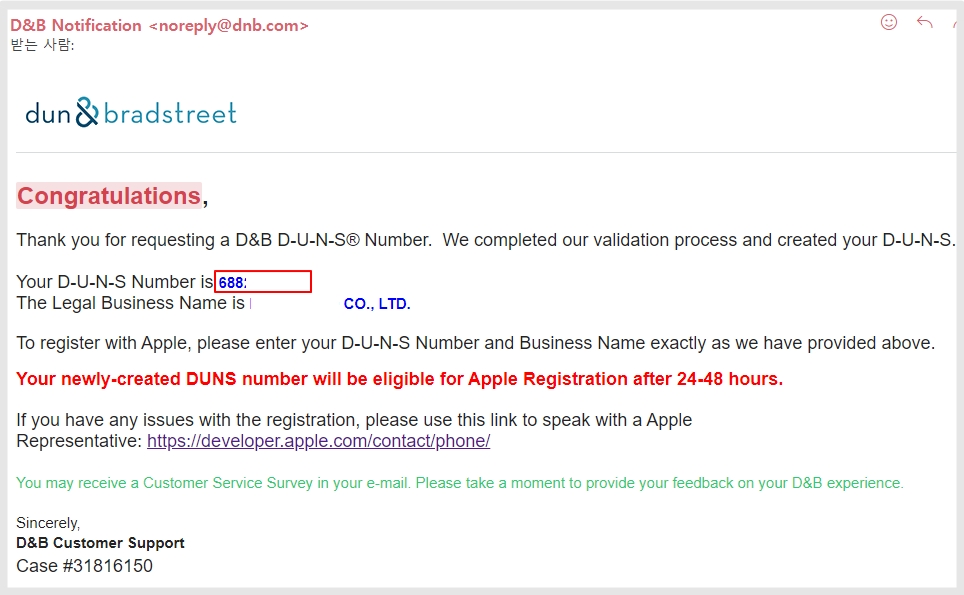 D&B Notification <noreply@dnb.com>
받는 사람:
dun & bradstreet
Congratulations,
Thank you for requesting a D&B D-U-N-S® Number.  We completed our validation process and created your D-U-N-S.
Your D-U-N-S Number is 688
The Legal Business Name is CO., LTD.
To register with Apple, please enter your D-U-N-S Number and Business Name exactly as we have provided above.
Your newly-created DUNS number will be eligible for Apple Registration after 24-48 hours.
If you have any issues with the registration, please use this link to speak with a Apple
Representative: https://developer.apple.com/contact/phone/
You may receive a Customer Service Survey in your e-mail. Please take a moment to provide your feedback on your D&B experience.
Sincerely,
D&B Customer Support
Case #31816150